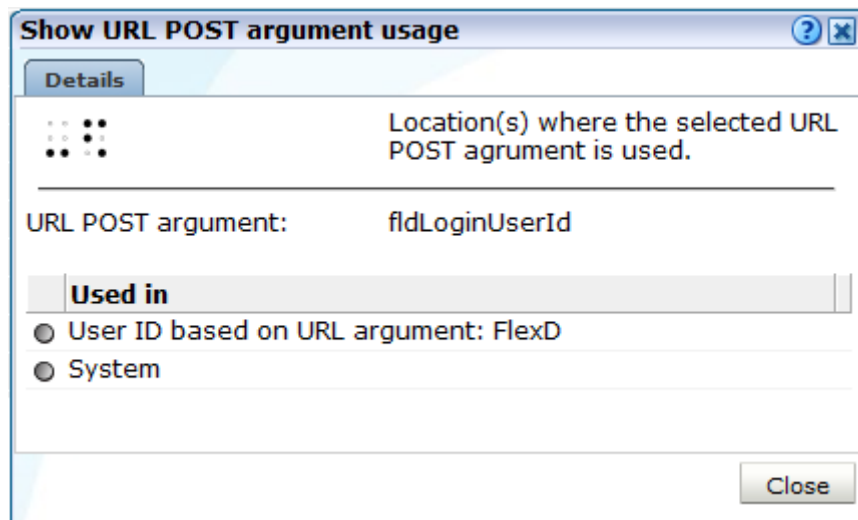 Show URL POST argument usage
Details
Location(s) where the selected URL
POST agrument is used.
URL POST argument: fldLoginUserId
Used in
User ID based on URL argument: FlexD
System
Close